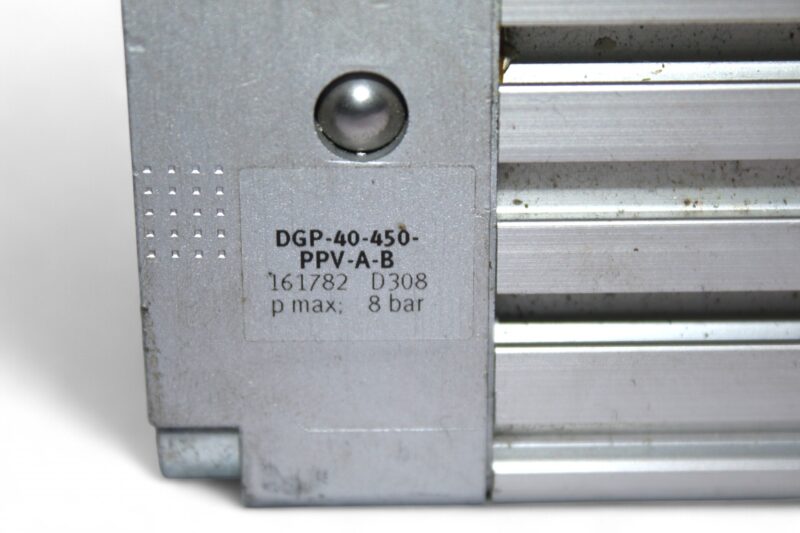 DGP-40-450-
PPV-A-B
161782 D308
p max; 8 bar